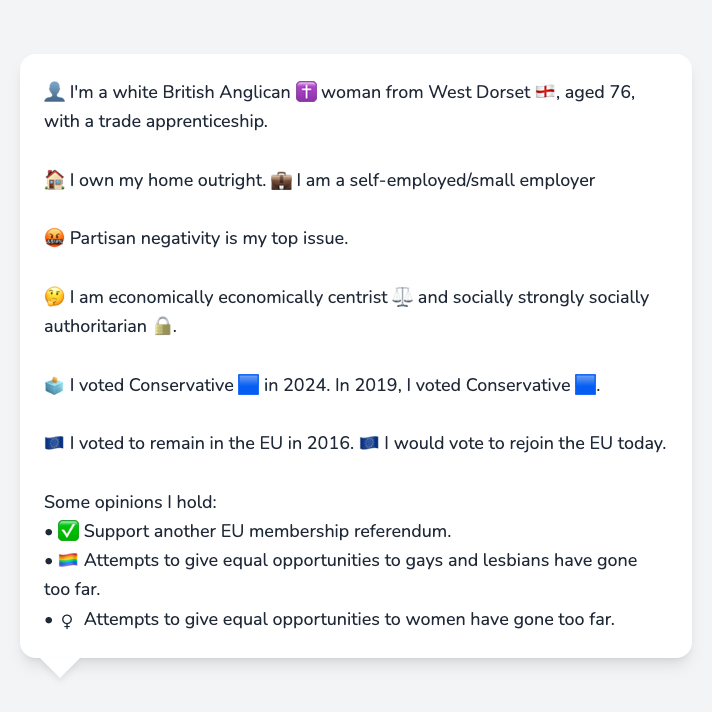 👤 I'm a white British Anglican ✝️ woman from West Dorset 🏴󠁧󠁢󠁥󠁮󠁧󠁿, aged 76,
with a trade apprenticeship.
🏠 I own my home outright. 💼 I am a self-employed/small employer
🤬 Partisan negativity is my top issue.
🤔 I am economically economically centrist ⚖️ and socially strongly socially
authoritarian 🔒.
🗳️ I voted Conservative 🟦 in 2024. In 2019, I voted Conservative 🟦.
🇪🇺 I voted to remain in the EU in 2016. 🇪🇺 I would vote to rejoin the EU today.
Some opinions I hold:
• ✅ Support another EU membership referendum.
• 🏳️‍🌈 Attempts to give equal opportunities to gays and lesbians have gone
too far.
• ♀ Attempts to give equal opportunities to women have gone too far.